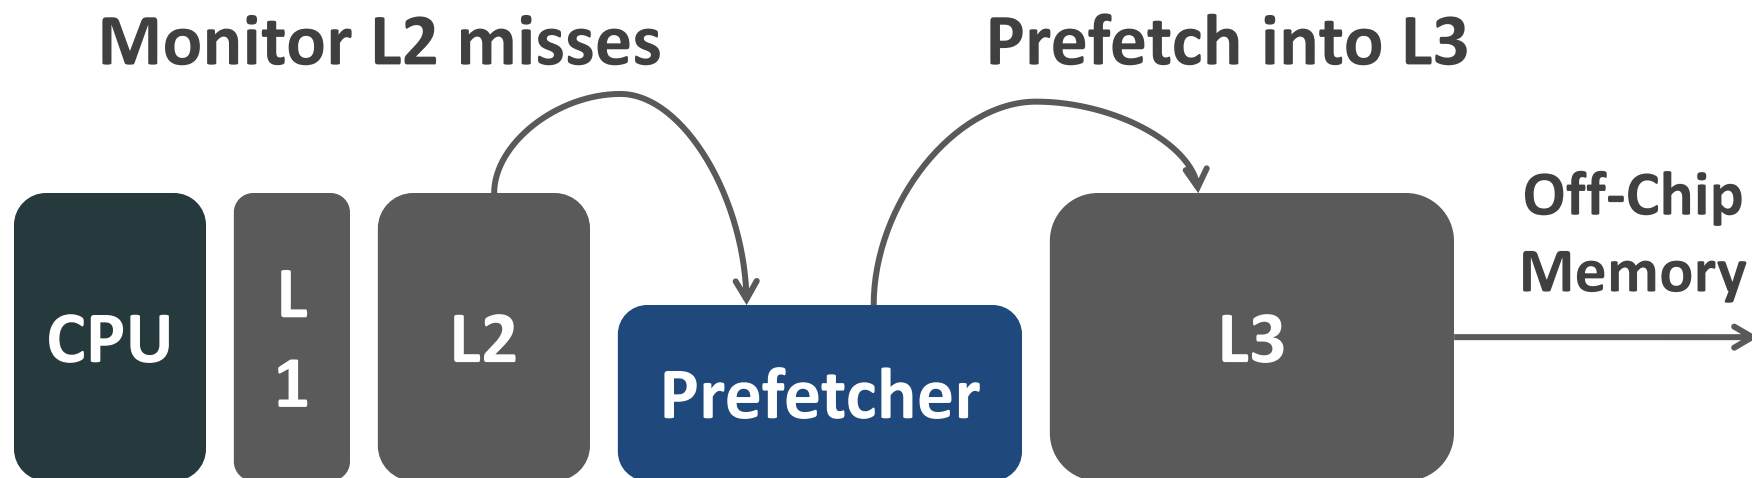 Monitor L2 misses
Prefetch into L3
CPU
L
1
L2
Prefetcher
L3
Off-Chip
Memory